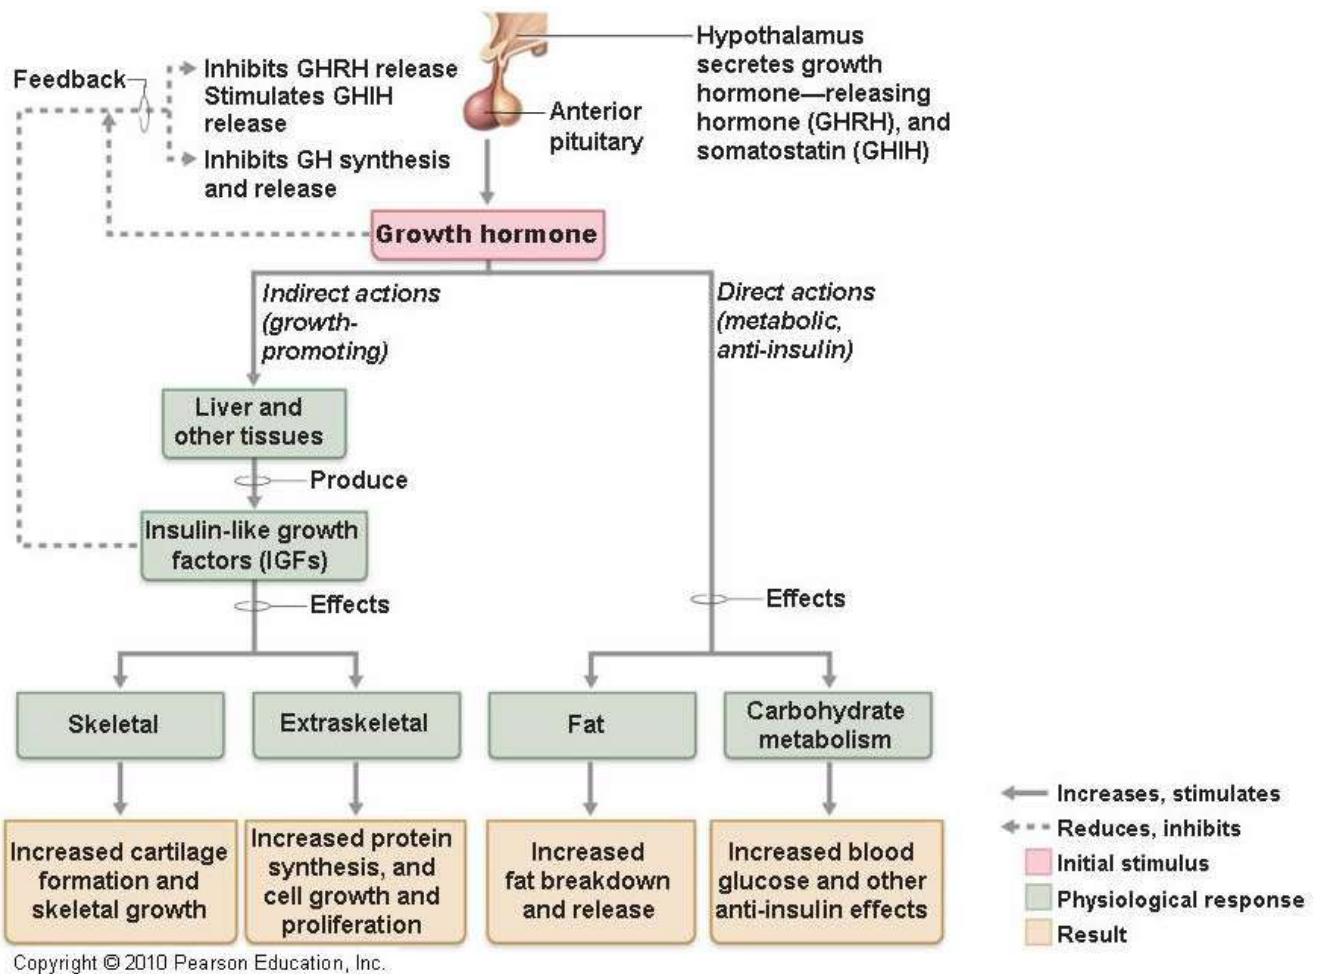 Feedback
Inhibits GHRH release
Stimulates GHIH
release
Inhibits GH synthesis
and release
Anterior
pituitary
Hypothalamus
secretes growth
hormone—releasing
hormone (GHRH), and
somatostatin (GHIH)
Growth hormone
Indirect actions
(growth-
promoting)
Direct actions
(metabolic,
anti-insulin)
Liver and
other tissues
Produce
Insulin-like growth
factors (IGFs)
Effects
Effects
Skeletal
Extraskeletal
Fat
Carbohydrate
metabolism
Increased cartilage
formation and
skeletal growth
Increased protein
synthesis, and
cell growth and
proliferation
Increased
fat breakdown
and release
Increased blood
glucose and other
anti-insulin effects
Increases, stimulates
Reduces, inhibits
Initial stimulus
Physiological response
Result
Copyright © 2010 Pearson Education, Inc.